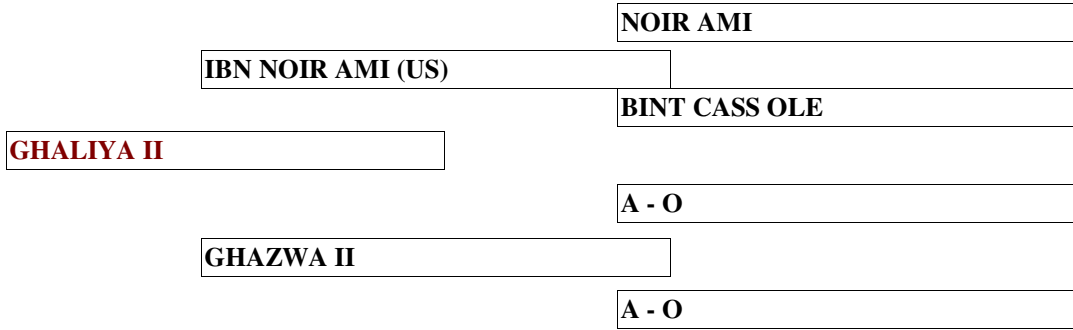 NOIR AMI
IBN NOIR AMI (US)
BINT CASS OLE
GHALIYA II
A - O
GHAZWA II
A - O